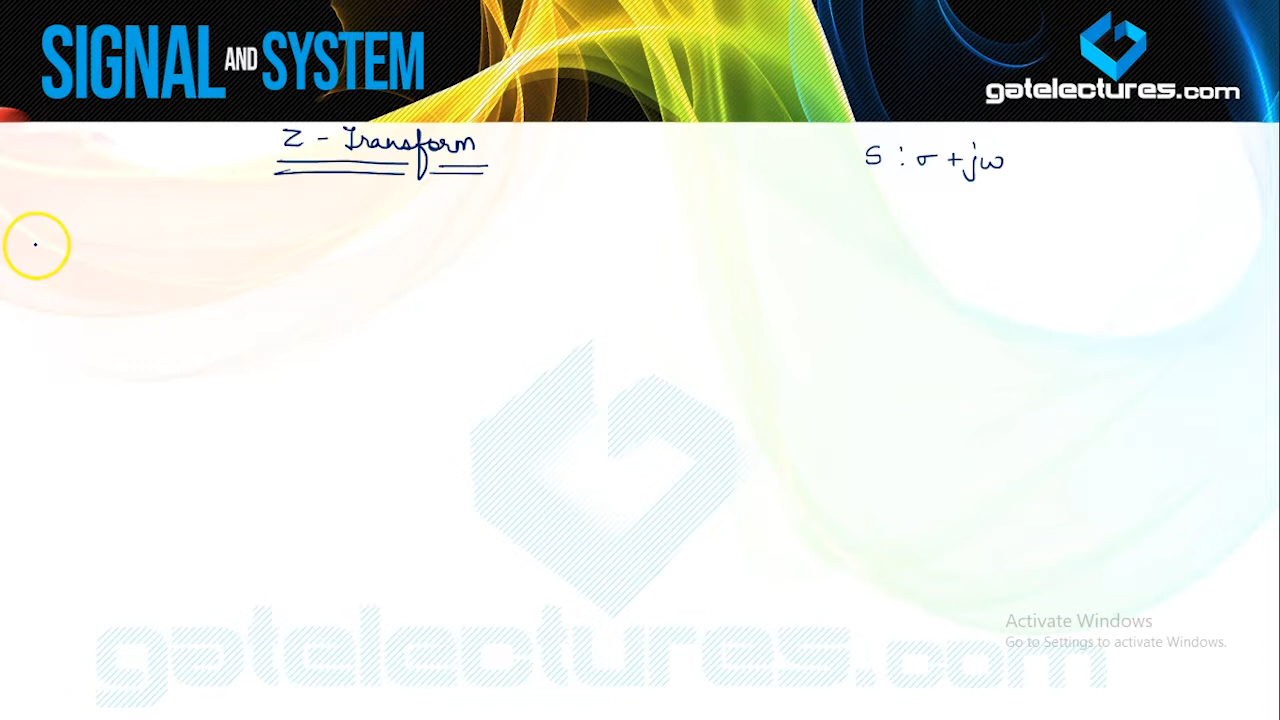 SIGNAL AND SYSTEM
gatelectures.com
Z - Transform
S : σ + jω
gatelectures.com
Activate Windows
Go to Settings to activate Windows.